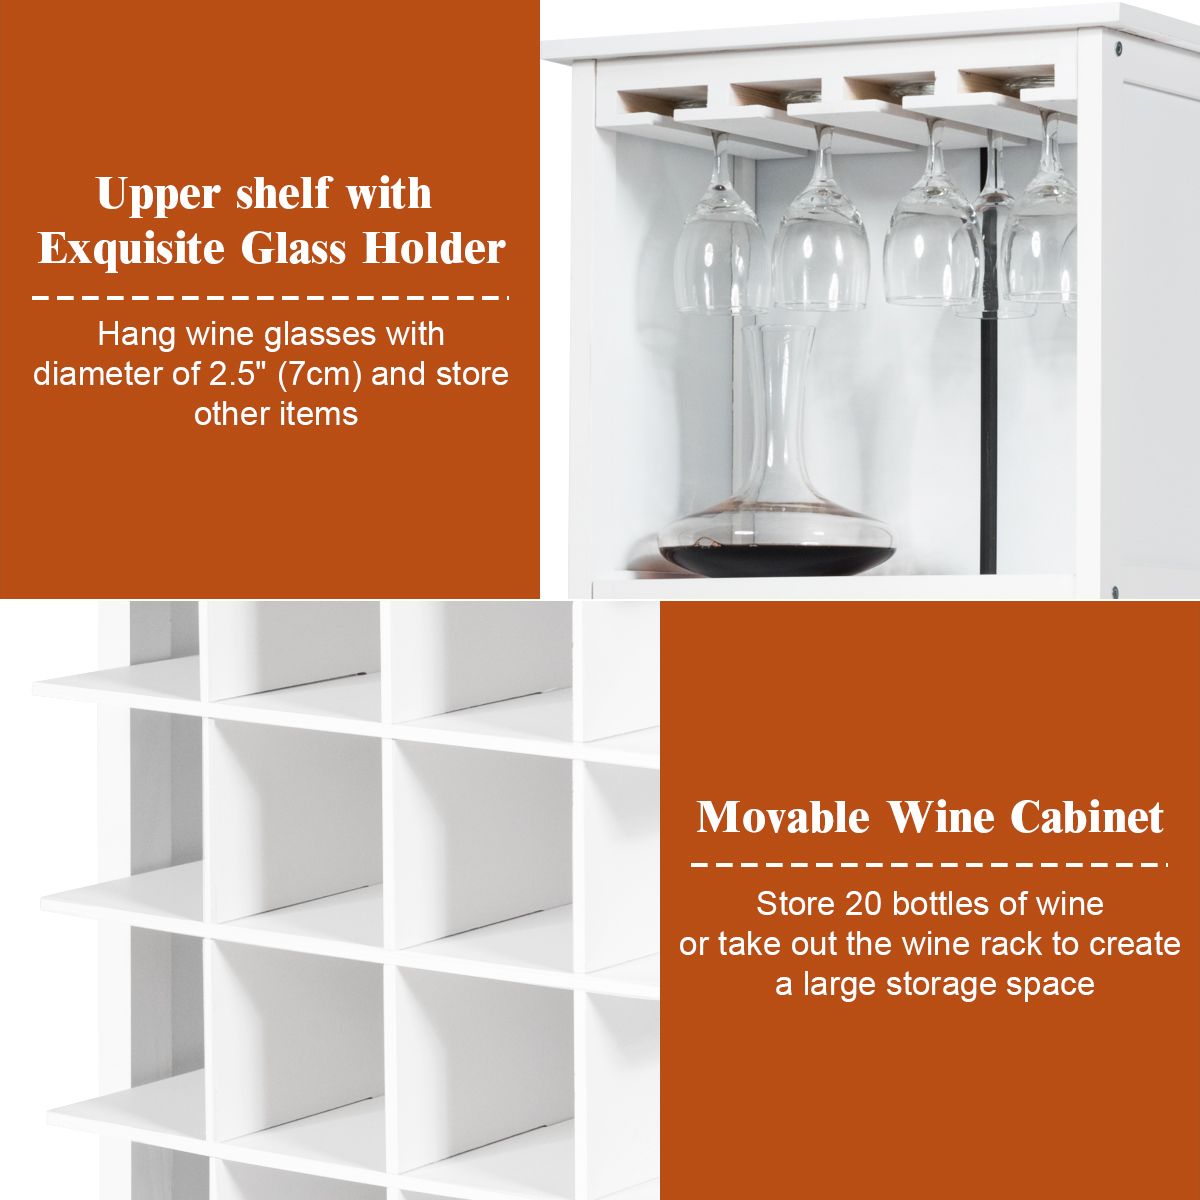 Upper shelf with
Exquisite Glass Holder
Hang wine glasses with
diameter of 2.5" (7cm) and store
other items
Movable Wine Cabinet
Store 20 bottles of wine
or take out the wine rack to create
a large storage space